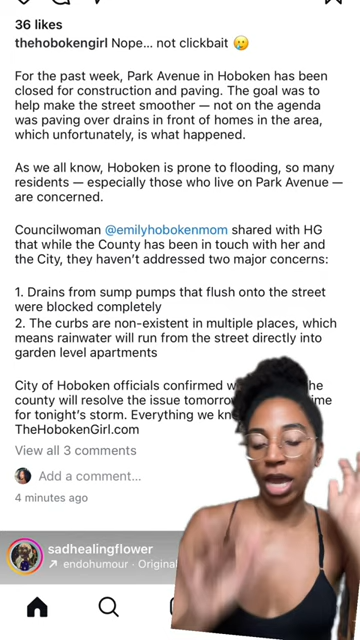 36 likes
thehobokengirl Nope... not clickbait 🥲
For the past week, Park Avenue in Hoboken has been
closed for construction and paving. The goal was to
help make the street smoother — not on the agenda
was paving over drains in front of homes in the area,
which unfortunately, is what happened.
As we all know, Hoboken is prone to flooding, so many
residents — especially those who live on Park Avenue —
are concerned.
Councilwoman @emilyhobokenmom shared with HG
that while the County has been in touch with her and
the City, they haven't addressed two major concerns:
1. Drains from sump pumps that flush onto the street
were blocked completely
2. The curbs are non-existent in multiple places, which
means rainwater will run from the street directly into
garden level apartments
City of Hoboken officials confirmed he
county will resolve the issue tomorrow ime
for tonight's storm. Everything we
TheHobokenGirl.com
View all 3 comments
Add a comment...
4 minutes ago
sadhealingflower
endohumour · Original